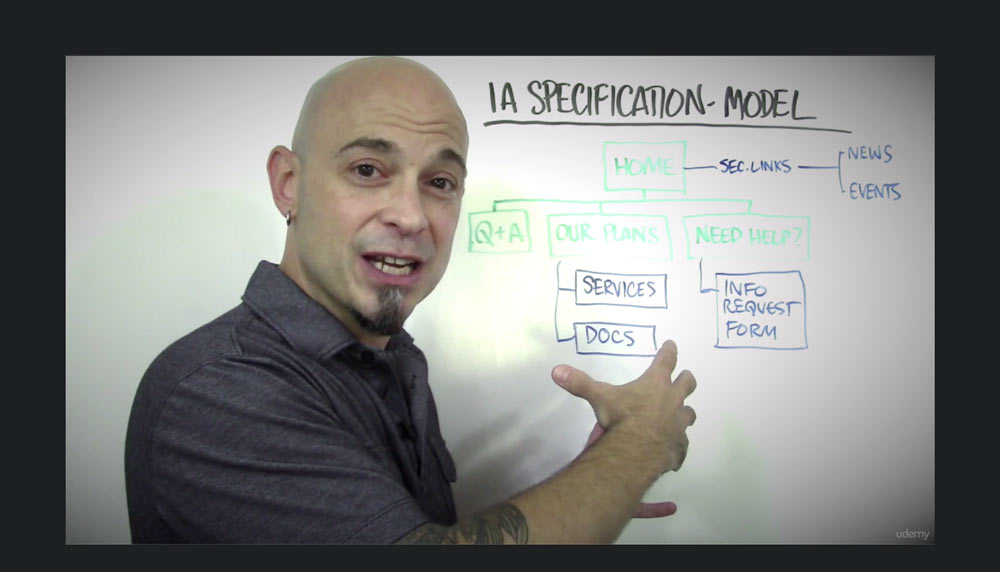 IA SPECIFICATION - MODEL
HOME
SEC. LINKS
NEWS
EVENTS
Q+A
OUR PLANS
NEED HELP?
SERVICES
DOCS
INFO
REQUEST
FORM
udemy